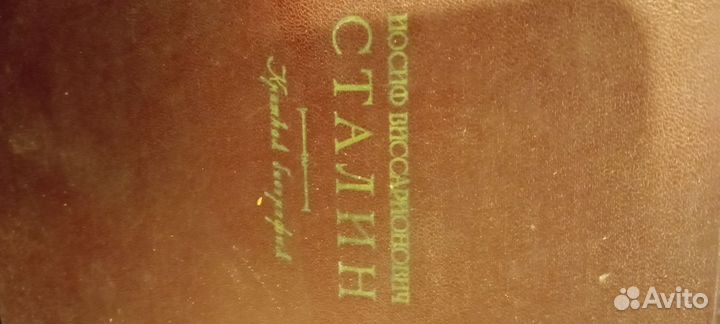 ИОСИФ ВИССАРИОНОВИЧ
СТАЛИН
Краткая биография
Avito